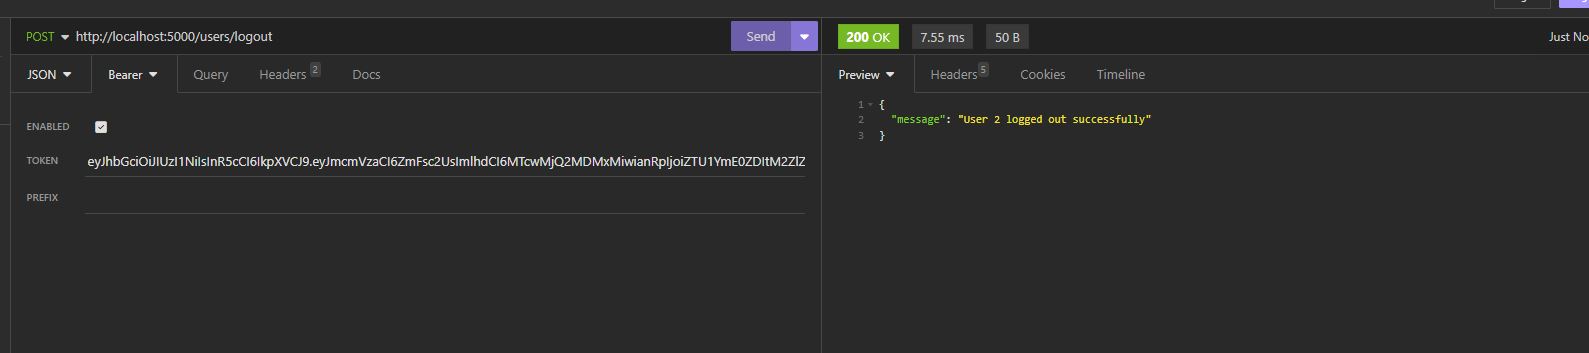 POST http://localhost:5000/users/logout Send
200 OK 7.55 ms 50 B Just No
JSON Bearer Query Headers 2 Docs
Preview Headers 5 Cookies Timeline
ENABLED
TOKEN eyJhbGciOiJIUzI1NiIsInR5cCI6IkpXVCJ9.eyJmcmVzaCI6ZmFsc2UsImlhdCI6MTcwMjQ2MDMxMiwianRpIjoiZTU1YmE0ZDItM2ZlZ
PREFIX
1 {
2 "message": "User 2 logged out successfully"
3 }